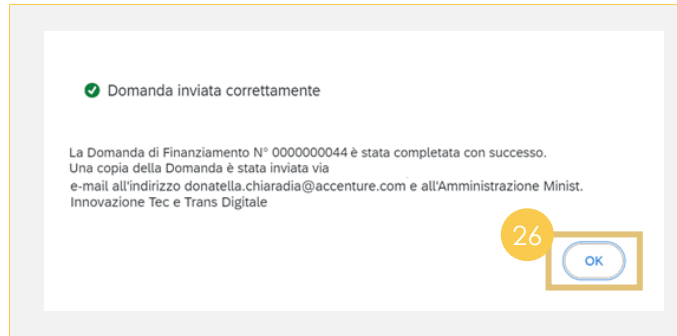 Domanda inviata correttamente
La Domanda di Finanziamento N° 0000000044 è stata completata con successo.
Una copia della Domanda è stata inviata via
e-mail all'indirizzo donatella.chiaradia@accenture.com e all'Amministrazione Minist.
Innovazione Tec e Trans Digitale
26
OK